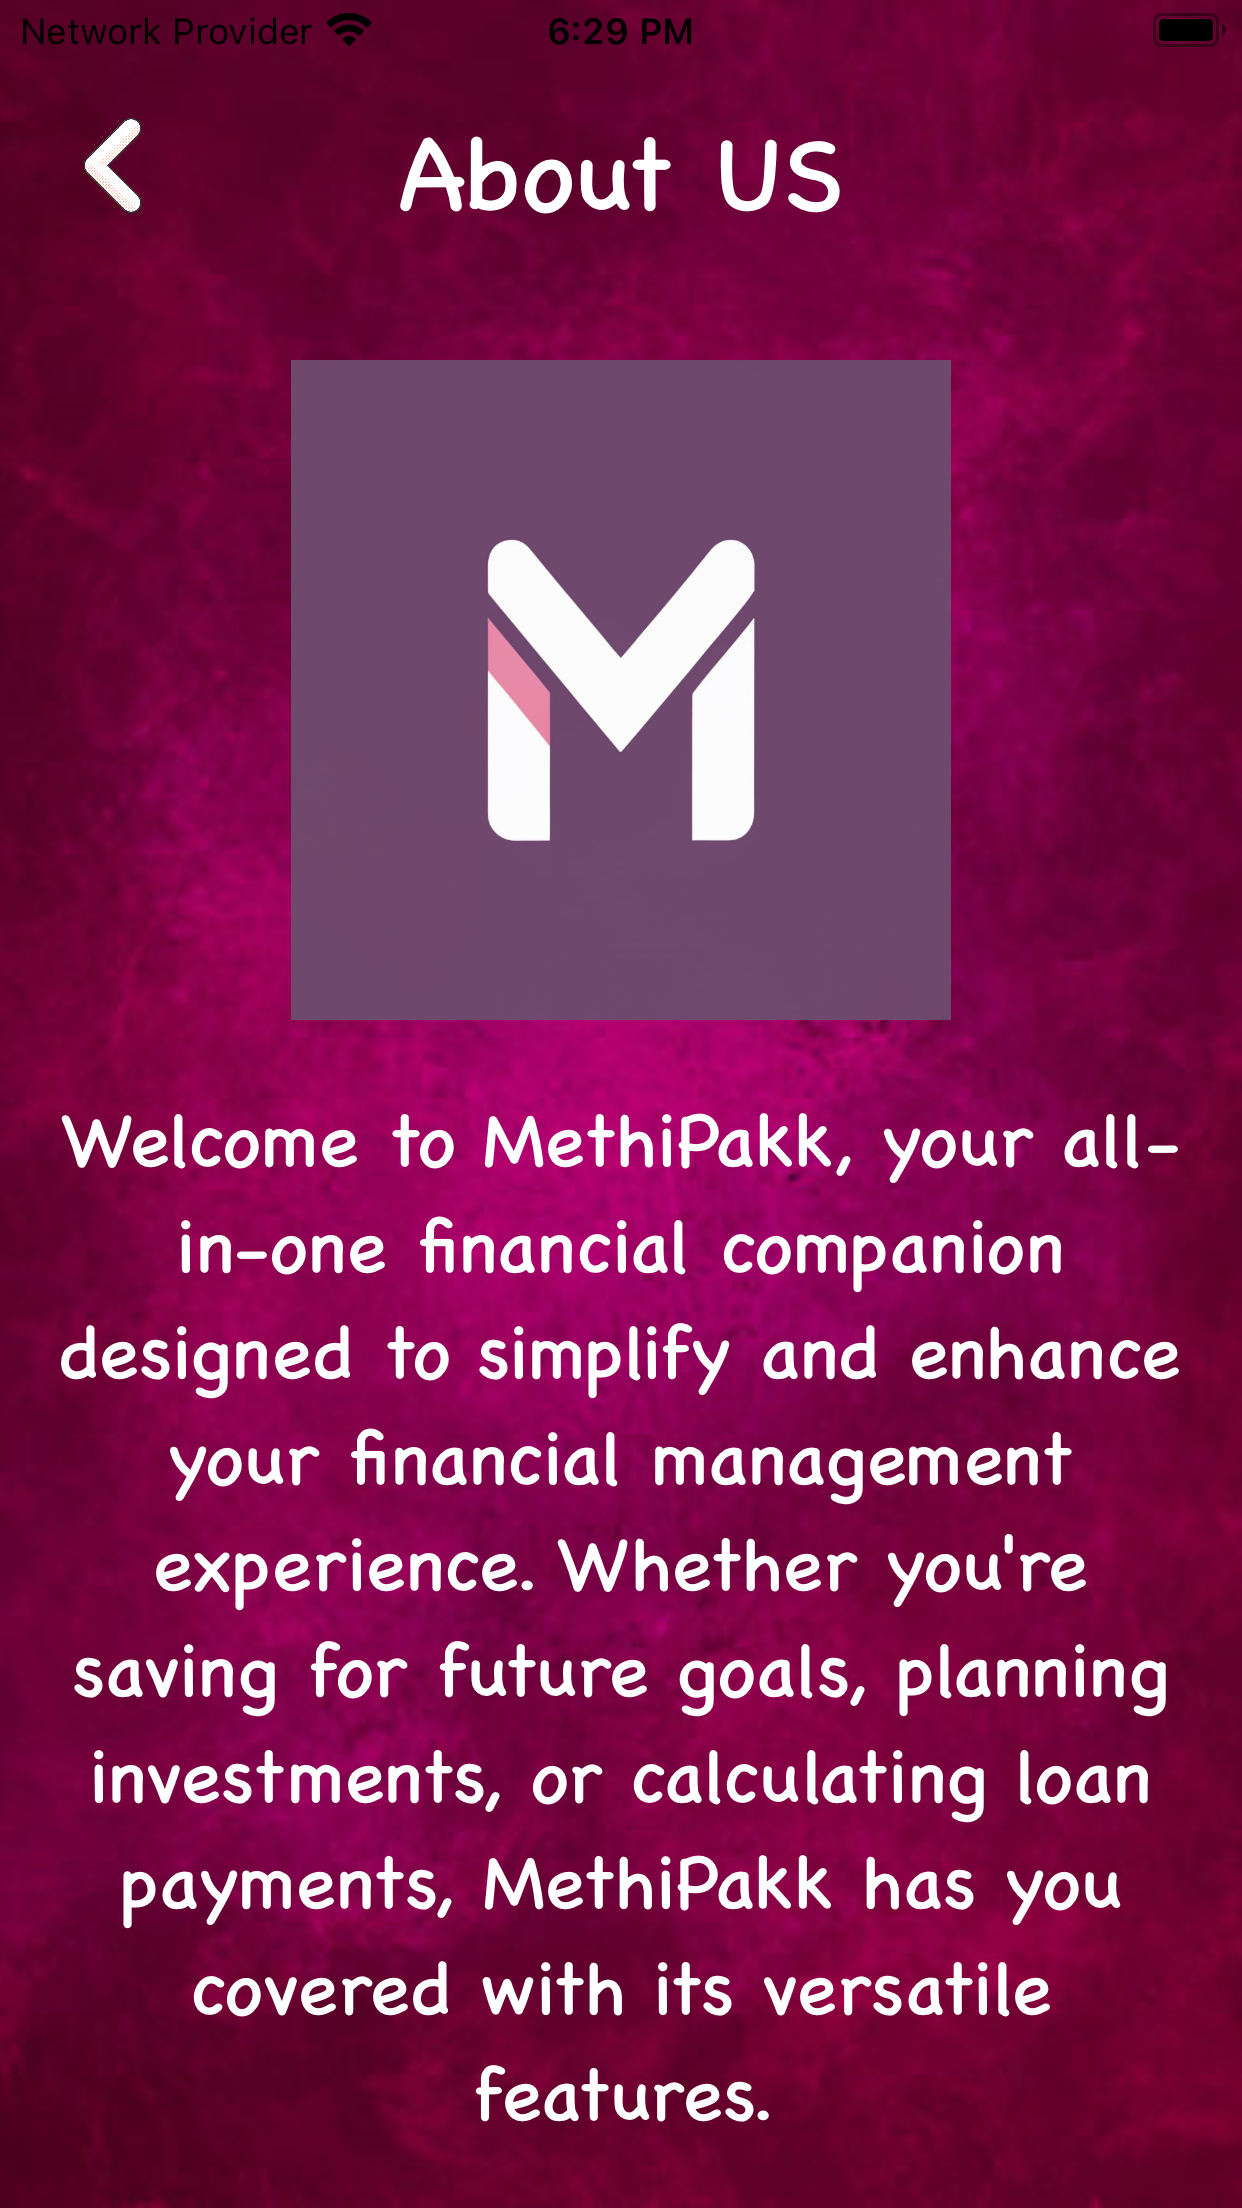 Network Provider 6:29 PM
About US
M
Welcome to MethiPakk, your all-
in-one financial companion
designed to simplify and enhance
your financial management
experience. Whether you're
saving for future goals, planning
investments, or calculating loan
payments, MethiPakk has you
covered with its versatile
features.